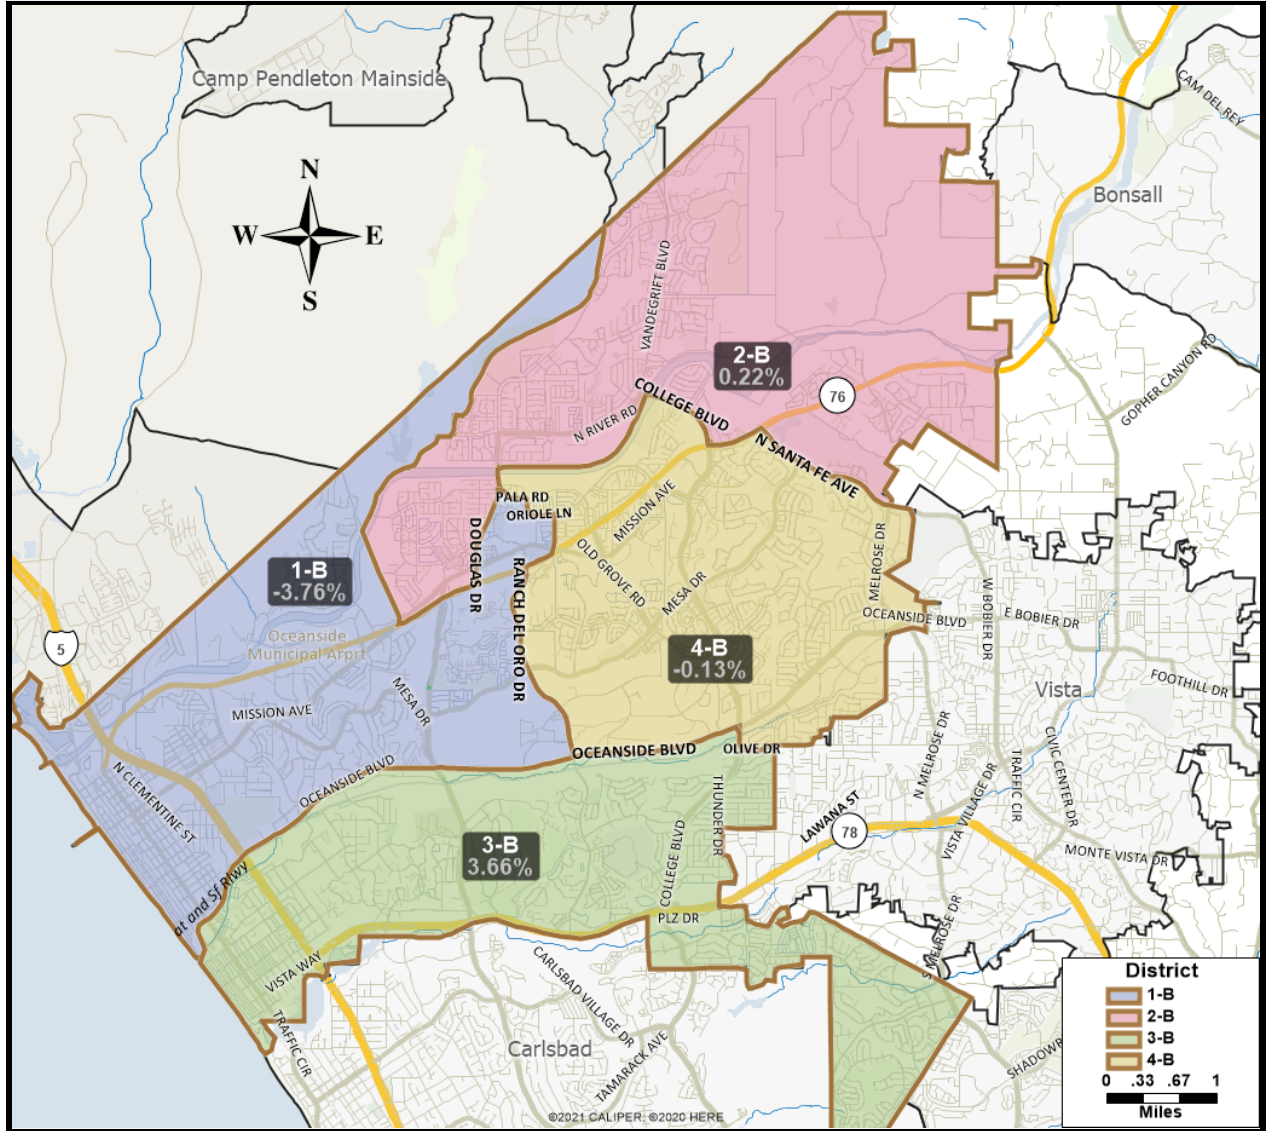 Camp Pendleton Mainside
CAM DEL REY
N
W
E
S
Bonsall
VANDEGRIFT BLVD
2-B
0.22%
76
GOPHER CANYON RD
COLLEGE BLVD
N RIVER RD
N SANTA FE AVE
PALA RD
ORIOLE LN
MISSION AVE
DOUGLAS DR
RANCH DEL ORO DR
OLD GROVE RD
MESA DR
MELROSE DR
1-B
-3.76%
OCEANSIDE BLVD
W BOBIER DR
E BOBIER DR
Oceanside
Municipal Arprt
5
4-B
-0.13%
FOOTHILL DR
Vista
MESA DR
MISSION AVE
OCEANSIDE BLVD
OLIVE DR
N MELROSE DR
CIVIC CENTER DR
TRAFFIC CIR
VISTA VILLAGE DR
OCEANSIDE BLVD
N CLEMENTINE ST
THUNDER DR
LAWANA ST
78
3-B
3.66%
COLLEGE BLVD
MONTE VISTA DR
at and Sf Rlwy
PLZ DR
S MELROSE DR
VISTA WAY
CARLSBAD VILLAGE DR
TRAFFIC CIR
Carlsbad
TAMARACK AVE
SHADOWR
District
1-B
2-B
3-B
4-B
0 .33 .67 1
Miles
©2021 CALIPER; ©2020 HERE